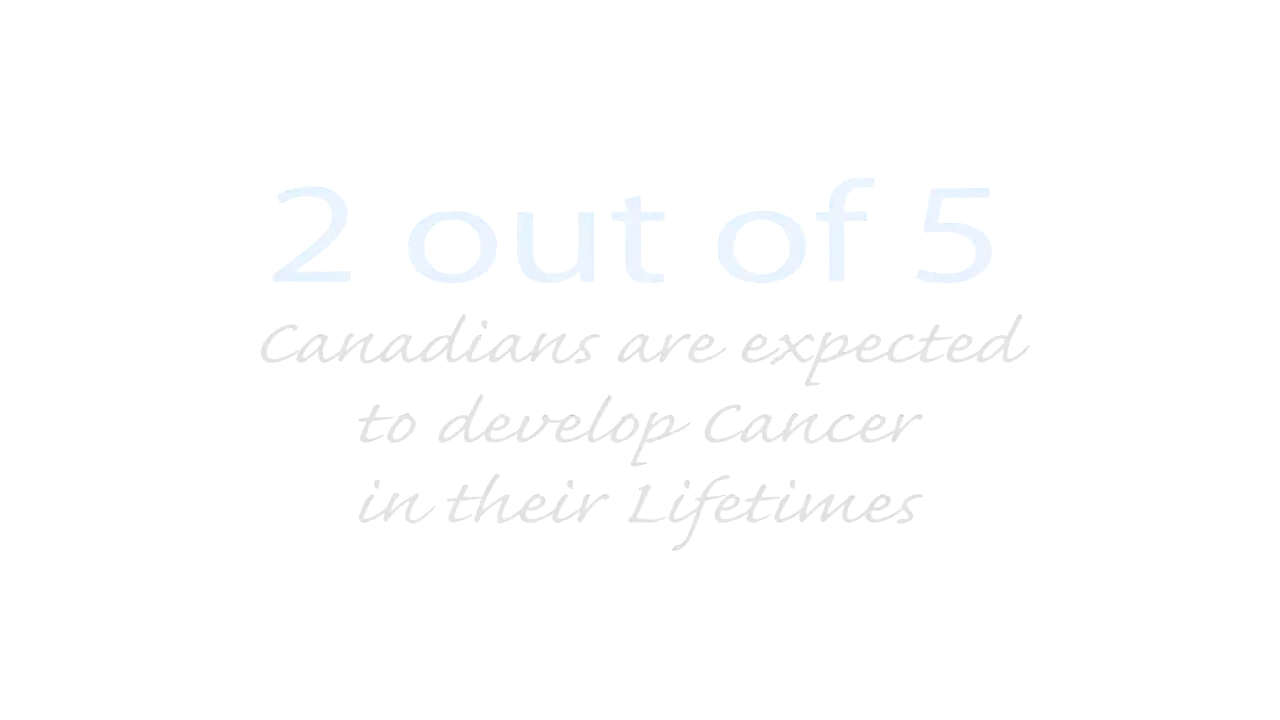 2 out of 5
Canadians are expected
to develop Cancer
in their Lifetimes